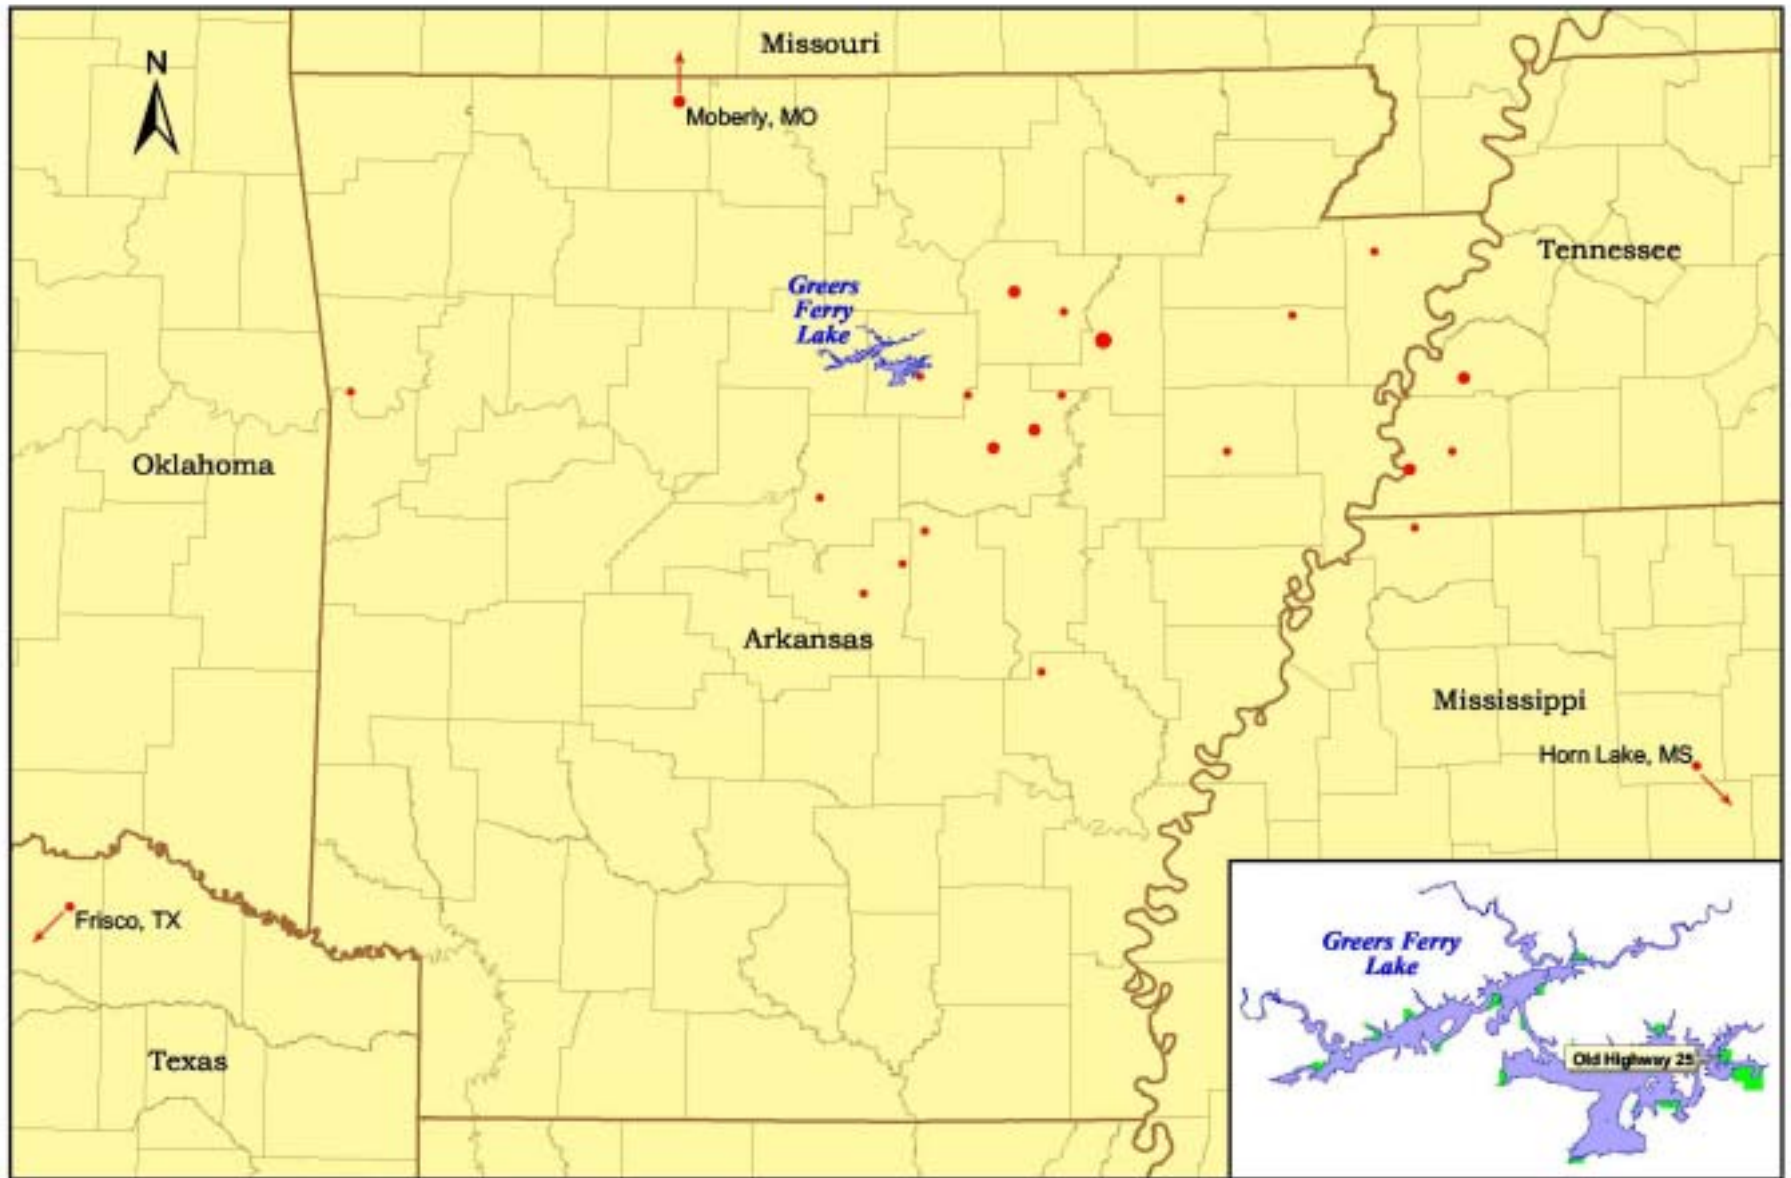 Missouri
N
Moberly, MO
Tennessee
Greers
Ferry
Lake
Oklahoma
Arkansas
Mississippi
Horn Lake, MS
Frisco, TX
Greers Ferry
Lake
Old Highway 25
Texas